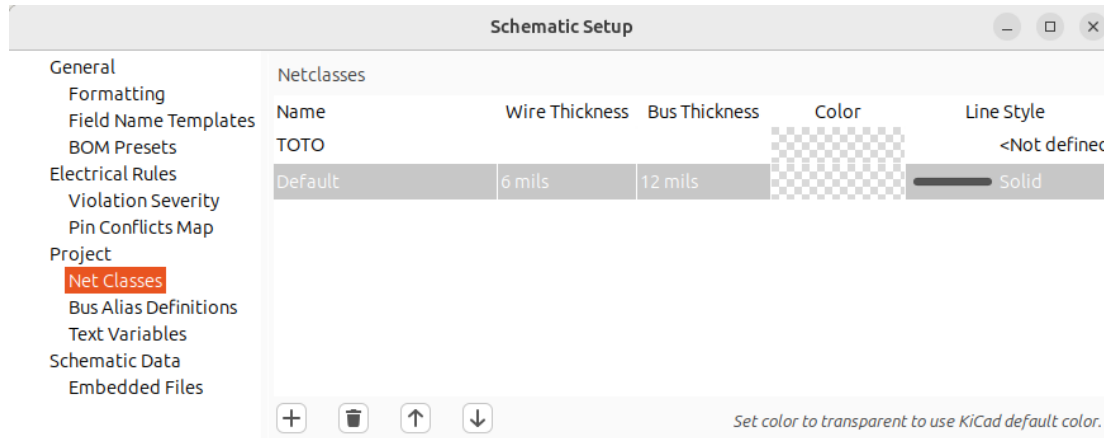 Schematic Setup
General
Formatting
Field Name Templates
BOM Presets
Electrical Rules
Violation Severity
Pin Conflicts Map
Project
Net Classes
Bus Alias Definitions
Text Variables
Schematic Data
Embedded Files
Netclasses
Name Wire Thickness Bus Thickness Color Line Style
TOTO <Not defined
Default 6 mils 12 mils Solid
Set color to transparent to use KiCad default color.